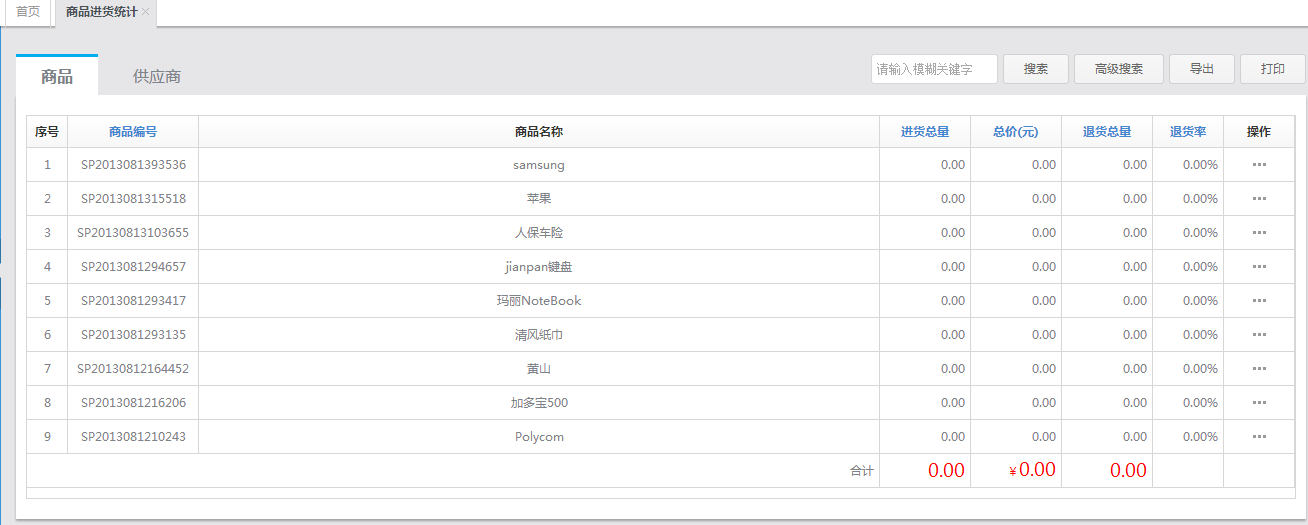 首页 商品进货统计
商品 供应商 请输入模糊关键字 搜索 高级搜索 导出 打印
序号 商品编号 商品名称 进货总量 总价(元) 退货总量 退货率 操作
1 SP2013081393536 samsung 0.00 0.00 0.00 0.00% ...
2 SP2013081315518 苹果 0.00 0.00 0.00 0.00% ...
3 SP20130813103655 人保车险 0.00 0.00 0.00 0.00% ...
4 SP2013081294657 jianpan键盘 0.00 0.00 0.00 0.00% ...
5 SP2013081293417 玛丽NoteBook 0.00 0.00 0.00 0.00% ...
6 SP2013081293135 清风纸巾 0.00 0.00 0.00 0.00% ...
7 SP20130812164452 黄山 0.00 0.00 0.00 0.00% ...
8 SP2013081216206 加多宝500 0.00 0.00 0.00 0.00% ...
9 SP2013081210243 Polycom 0.00 0.00 0.00 0.00% ...
合计 0.00 ¥0.00 0.00